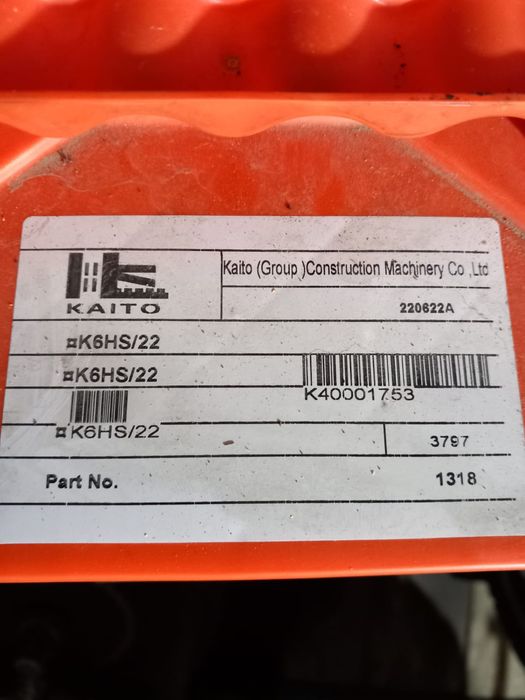 Kaito (Group )Construction Machinery Co ,Ltd
KAITO
220622A
¤K6HS/22
¤K6HS/22
K40001753
¤K6HS/22
3797
Part No.
1318